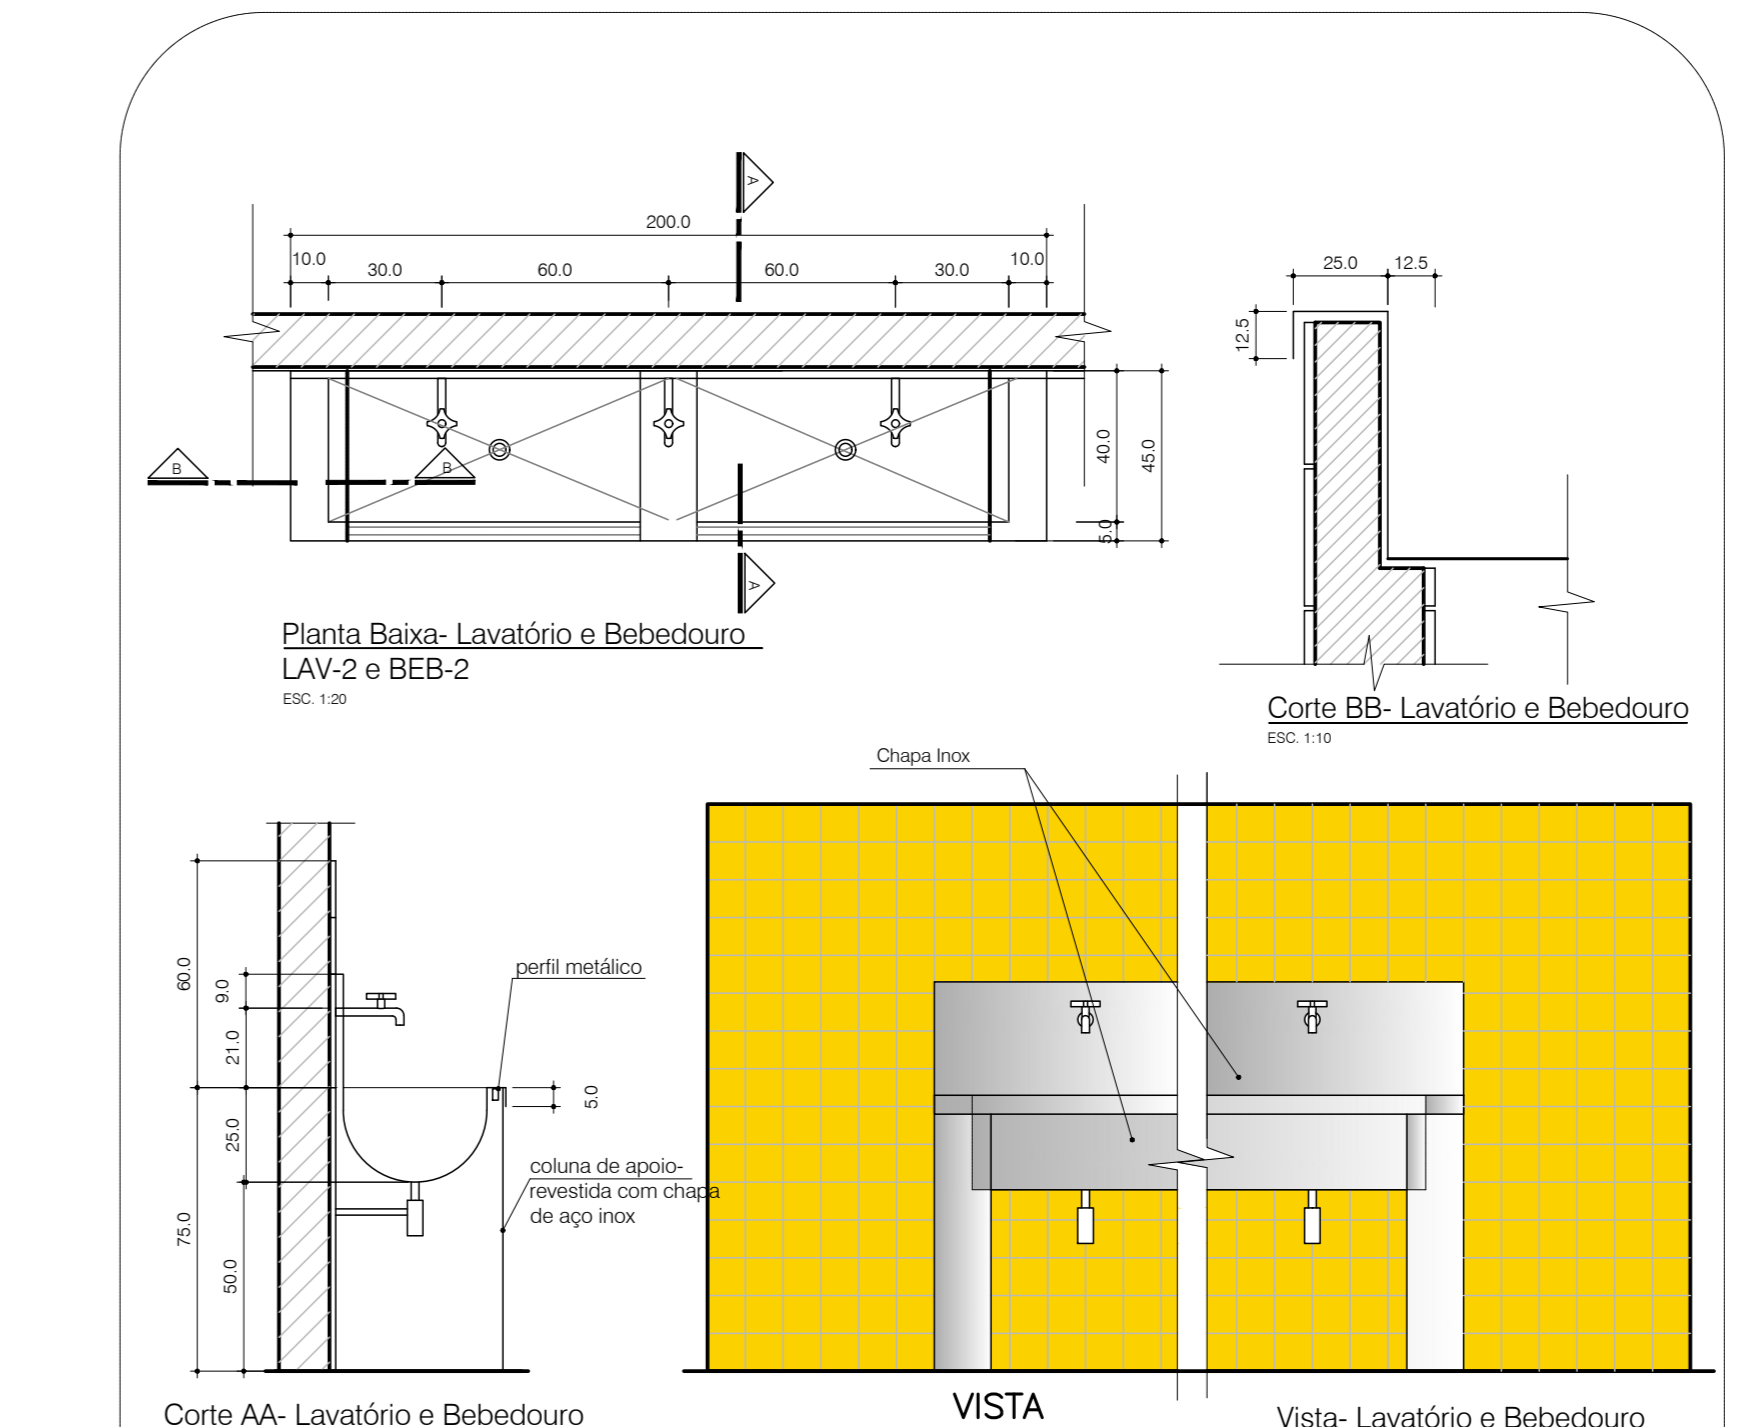 A
200.0
10.0
30.0
60.0
60.0
30.0
10.0
B
B
40.0
45.0
5.0
A
Planta Baixa- Lavatório e Bebedouro
LAV-2 e BEB-2
ESC. 1:20
25.0
12.5
12.5
Corte BB- Lavatório e Bebedouro
ESC. 1:10
Chapa Inox
60.0
9.0
21.0
25.0
75.0
50.0
5.0
perfil metálico
coluna de apoio-
revestida com chapa
de aço inox
Corte AA- Lavatório e Bebedouro
VISTA
Vista- Lavatório e Bebedouro